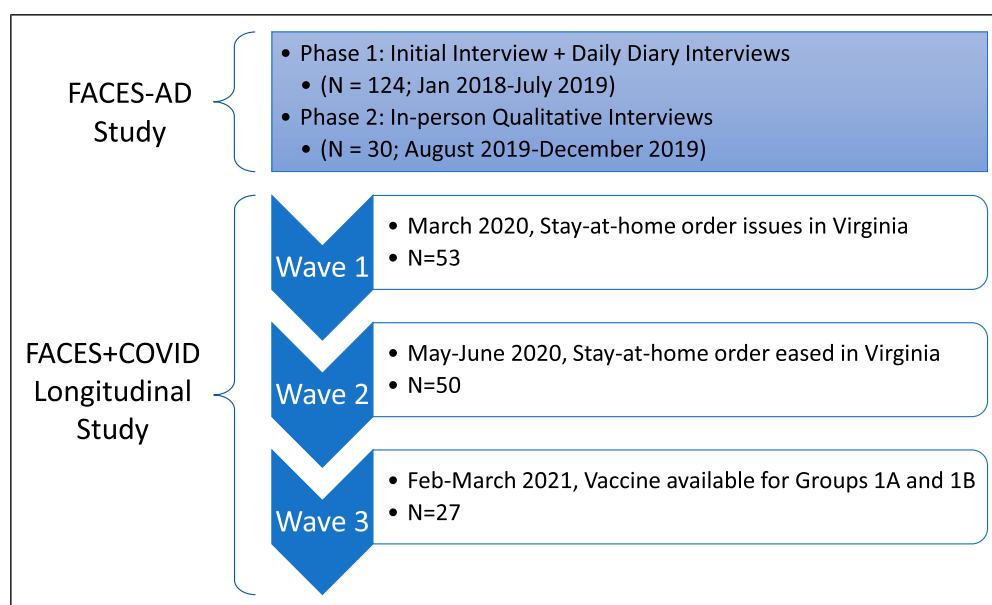 FACES-AD
Study
• Phase 1: Initial Interview + Daily Diary Interviews
• (N = 124; Jan 2018-July 2019)
• Phase 2: In-person Qualitative Interviews
• (N = 30; August 2019-December 2019)
FACES+COVID
Longitudinal
Study
Wave 1
• March 2020, Stay-at-home order issues in Virginia
• N=53
Wave 2
• May-June 2020, Stay-at-home order eased in Virginia
• N=50
Wave 3
• Feb-March 2021, Vaccine available for Groups 1A and 1B
• N=27